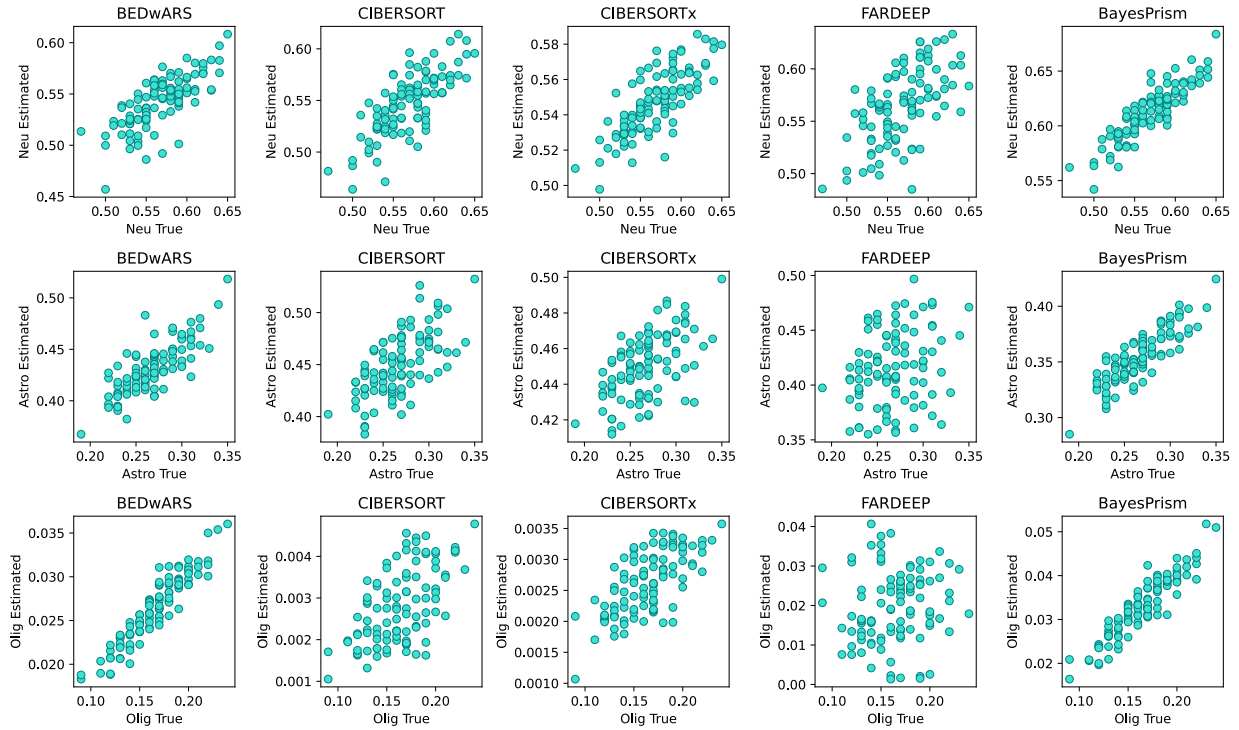 BEDwARS CIBERSORT CIBERSORTx FARDEEP BayesPrism
Neu Estimated Neu Estimated Neu Estimated Neu Estimated Neu Estimated
0.60 0.55 0.50 0.45
0.60 0.55 0.50
0.58 0.56 0.54 0.52 0.50
0.60 0.55 0.50
0.65 0.60 0.55
0.50 0.55 0.60 0.65 0.50 0.55 0.60 0.65 0.50 0.55 0.60 0.65 0.50 0.55 0.60 0.65 0.50 0.55 0.60 0.65
Neu True Neu True Neu True Neu True Neu True
BEDwARS CIBERSORT CIBERSORTx FARDEEP BayesPrism
Astro Estimated Astro Estimated Astro Estimated Astro Estimated Astro Estimated
0.50 0.45 0.40
0.50 0.45 0.40
0.50 0.48 0.46 0.44 0.42
0.50 0.45 0.40 0.35
0.40 0.35 0.30
0.20 0.25 0.30 0.35 0.20 0.25 0.30 0.35 0.20 0.25 0.30 0.35 0.20 0.25 0.30 0.35 0.20 0.25 0.30 0.35
Astro True Astro True Astro True Astro True Astro True
BEDwARS CIBERSORT CIBERSORTx FARDEEP BayesPrism
Olig Estimated Olig Estimated Olig Estimated Olig Estimated Olig Estimated
0.035 0.030 0.025 0.020
0.004 0.003 0.002 0.001
0.0035 0.0030 0.0025 0.0020 0.0015 0.0010
0.04 0.03 0.02 0.01 0.00
0.05 0.04 0.03 0.02
0.10 0.15 0.20 0.10 0.15 0.20 0.10 0.15 0.20 0.10 0.15 0.20 0.10 0.15 0.20
Olig True Olig True Olig True Olig True Olig True